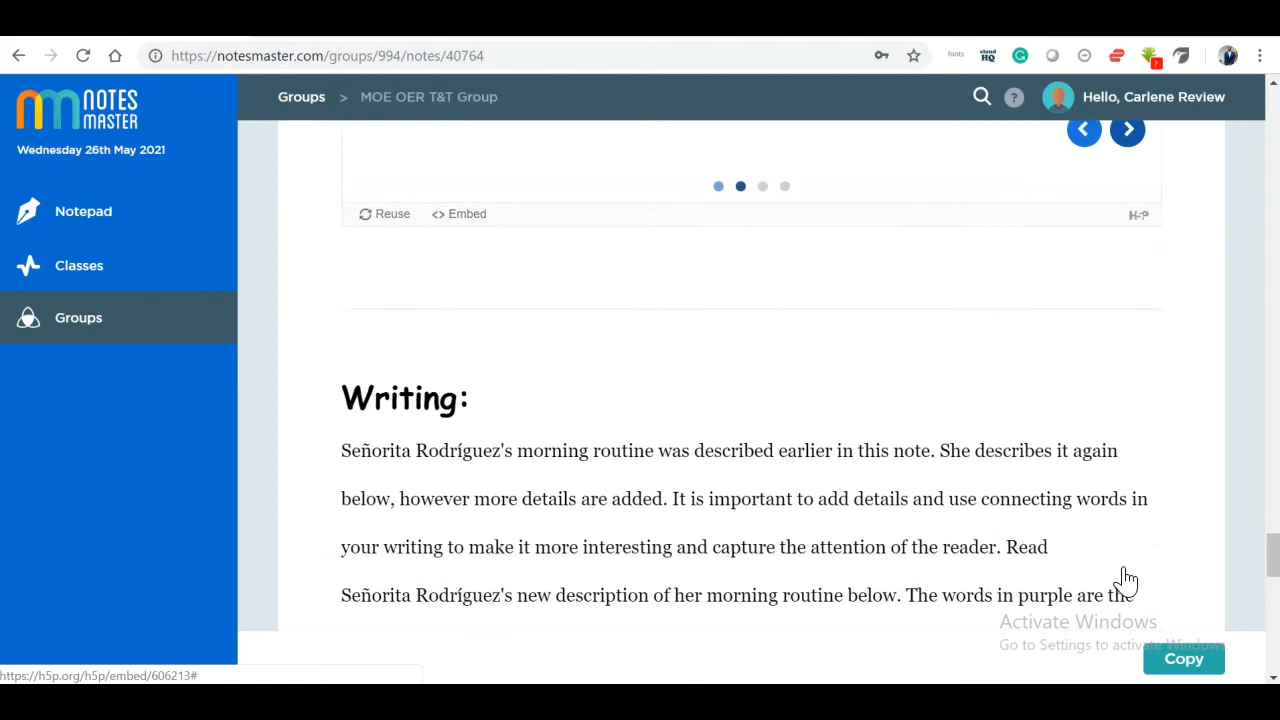 https://notesmaster.com/groups/994/notes/40764
fonts
cloud
HQ
NOTES
MASTER
Groups > MOE OER T&T Group
Hello, Carlene Review
Wednesday 26th May 2021
Notepad
Classes
Groups
Reuse
<> Embed
H-P
Writing:
Señorita Rodríguez's morning routine was described earlier in this note. She describes it again
below, however more details are added. It is important to add details and use connecting words in
your writing to make it more interesting and capture the attention of the reader. Read
Señorita Rodríguez's new description of her morning routine below. The words in purple are the
Activate Windows
Go to Settings to activate Windows.
Copy
https://h5p.org/h5p/embed/606213#